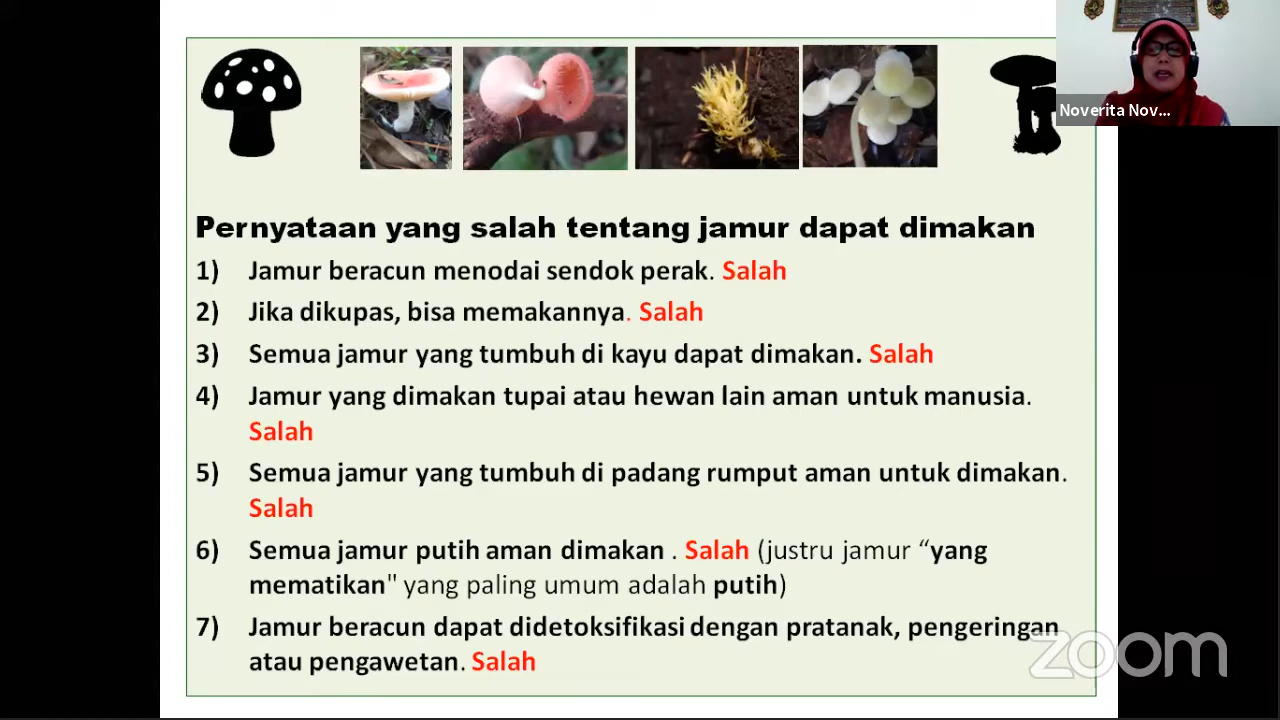 Noverita Nov...
Pernyataan yang salah tentang jamur dapat dimakan
1) Jamur beracun menodai sendok perak. Salah
2) Jika dikupas, bisa memakannya. Salah
3) Semua jamur yang tumbuh di kayu dapat dimakan. Salah
4) Jamur yang dimakan tupai atau hewan lain aman untuk manusia.
Salah
5) Semua jamur yang tumbuh di padang rumput aman untuk dimakan.
Salah
6) Semua jamur putih aman dimakan . Salah (justru jamur “yang
mematikan" yang paling umum adalah putih)
7) Jamur beracun dapat didetoksifikasi dengan pratanak, pengeringan
atau pengawetan. Salah
zoom